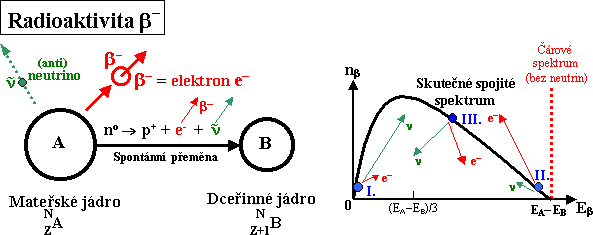 Radioaktivita β⁻
(anti)
neutrino
ν̃
β⁻
β⁻ = elektron e⁻
β⁻
A
n° → p⁺ + e⁻ + ν̃
Spontánní přeměna
B
Mateřské jádro
N
Z A
Dceřinné jádro
N
Z+1 B
Čárové
spektrum
(bez neutrin)
nβ
Skutečné spojité
spektrum
III.
e⁻
ν
ν
e⁻
e⁻
I.
II.
ν
0
(EA–EB)/3
EA–EB
Eβ